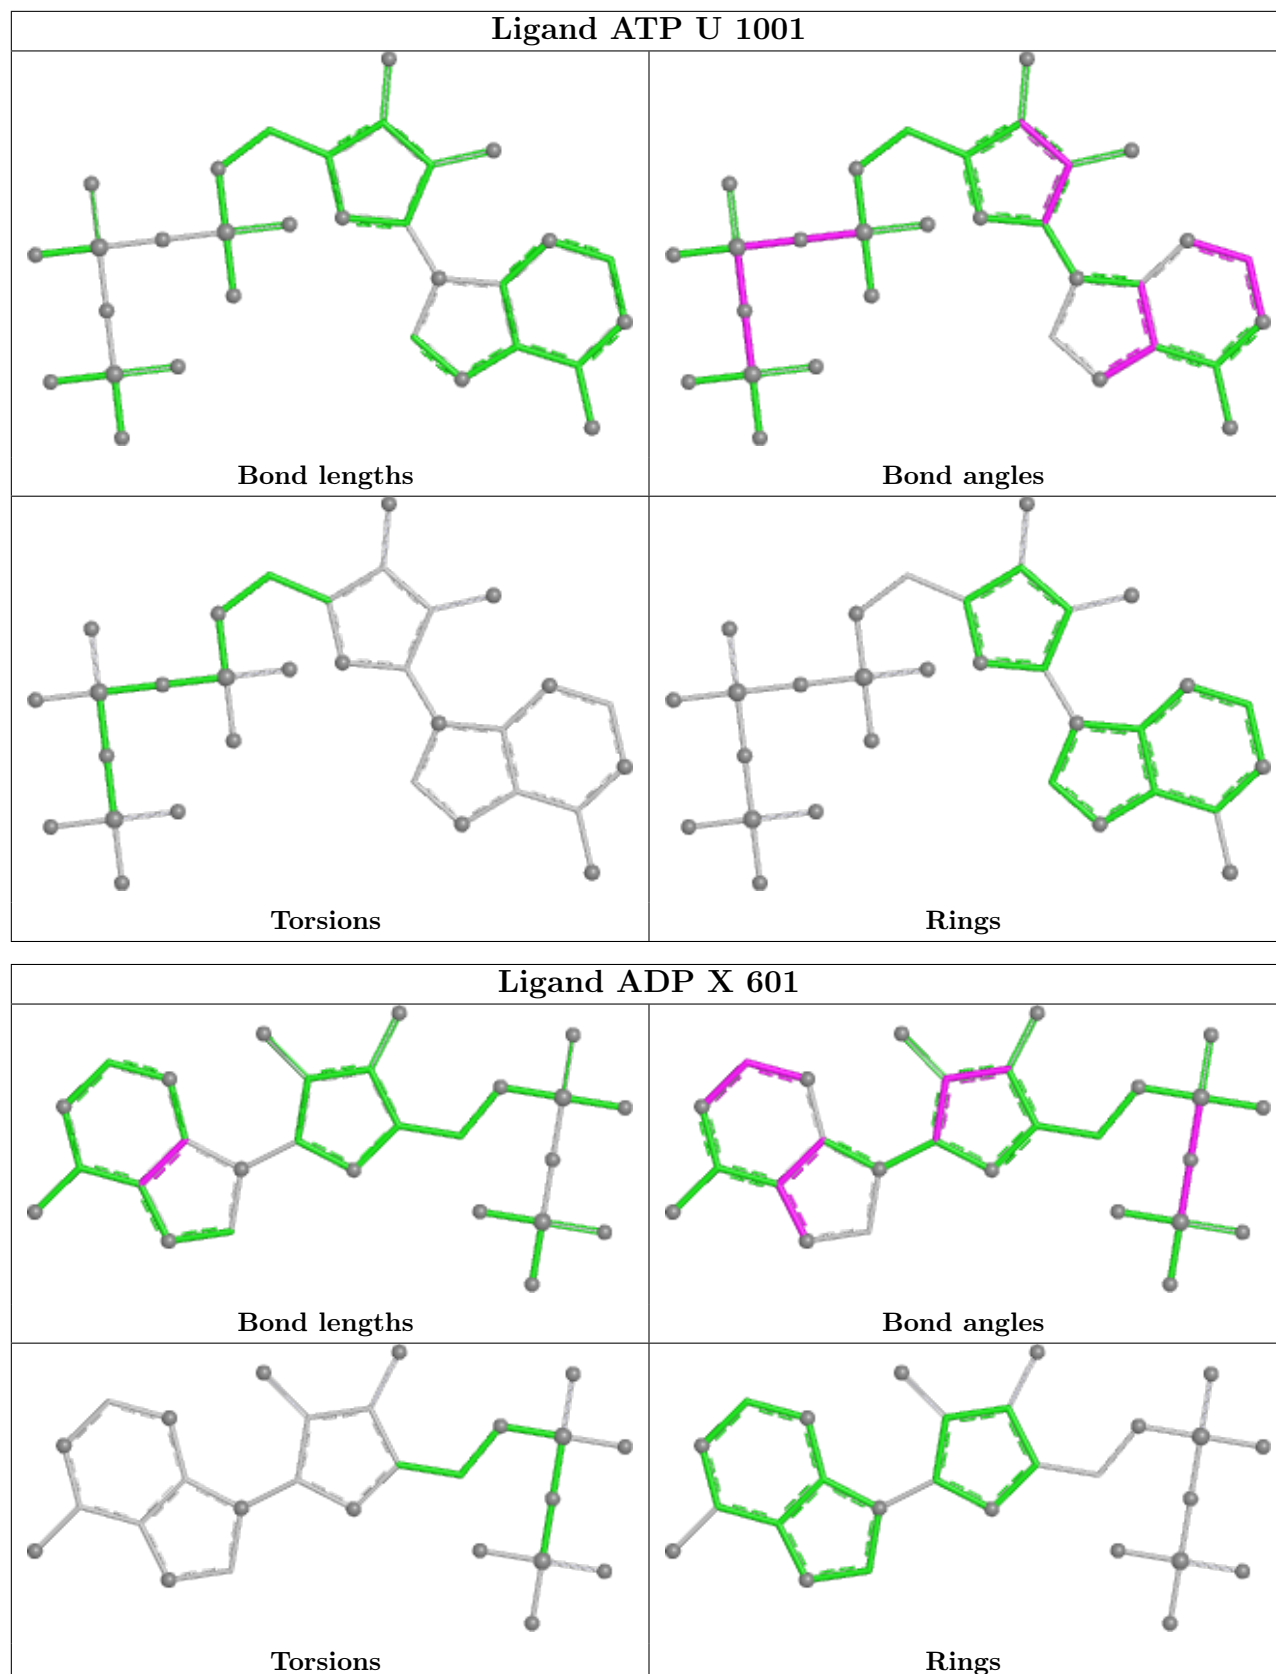 Ligand ATP U 1001
Bond lengths
Bond angles
Torsions
Rings
Ligand ADP X 601
Bond lengths
Bond angles
Torsions
Rings